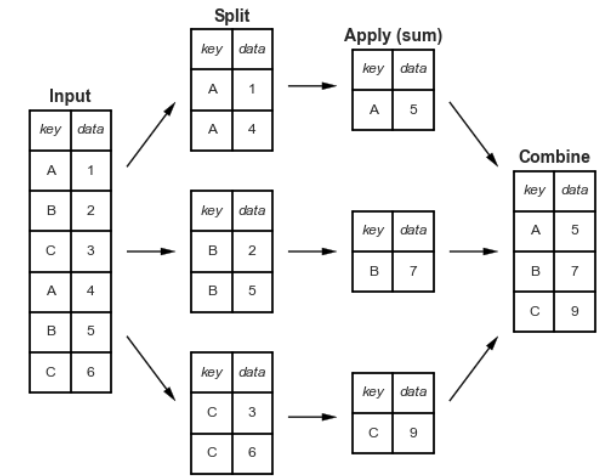 Input
key data
A 1
B 2
C 3
A 4
B 5
C 6
Split
key data
A 1
A 4
key data
B 2
B 5
key data
C 3
C 6
Apply (sum)
key data
A 5
key data
B 7
key data
C 9
Combine
key data
A 5
B 7
C 9